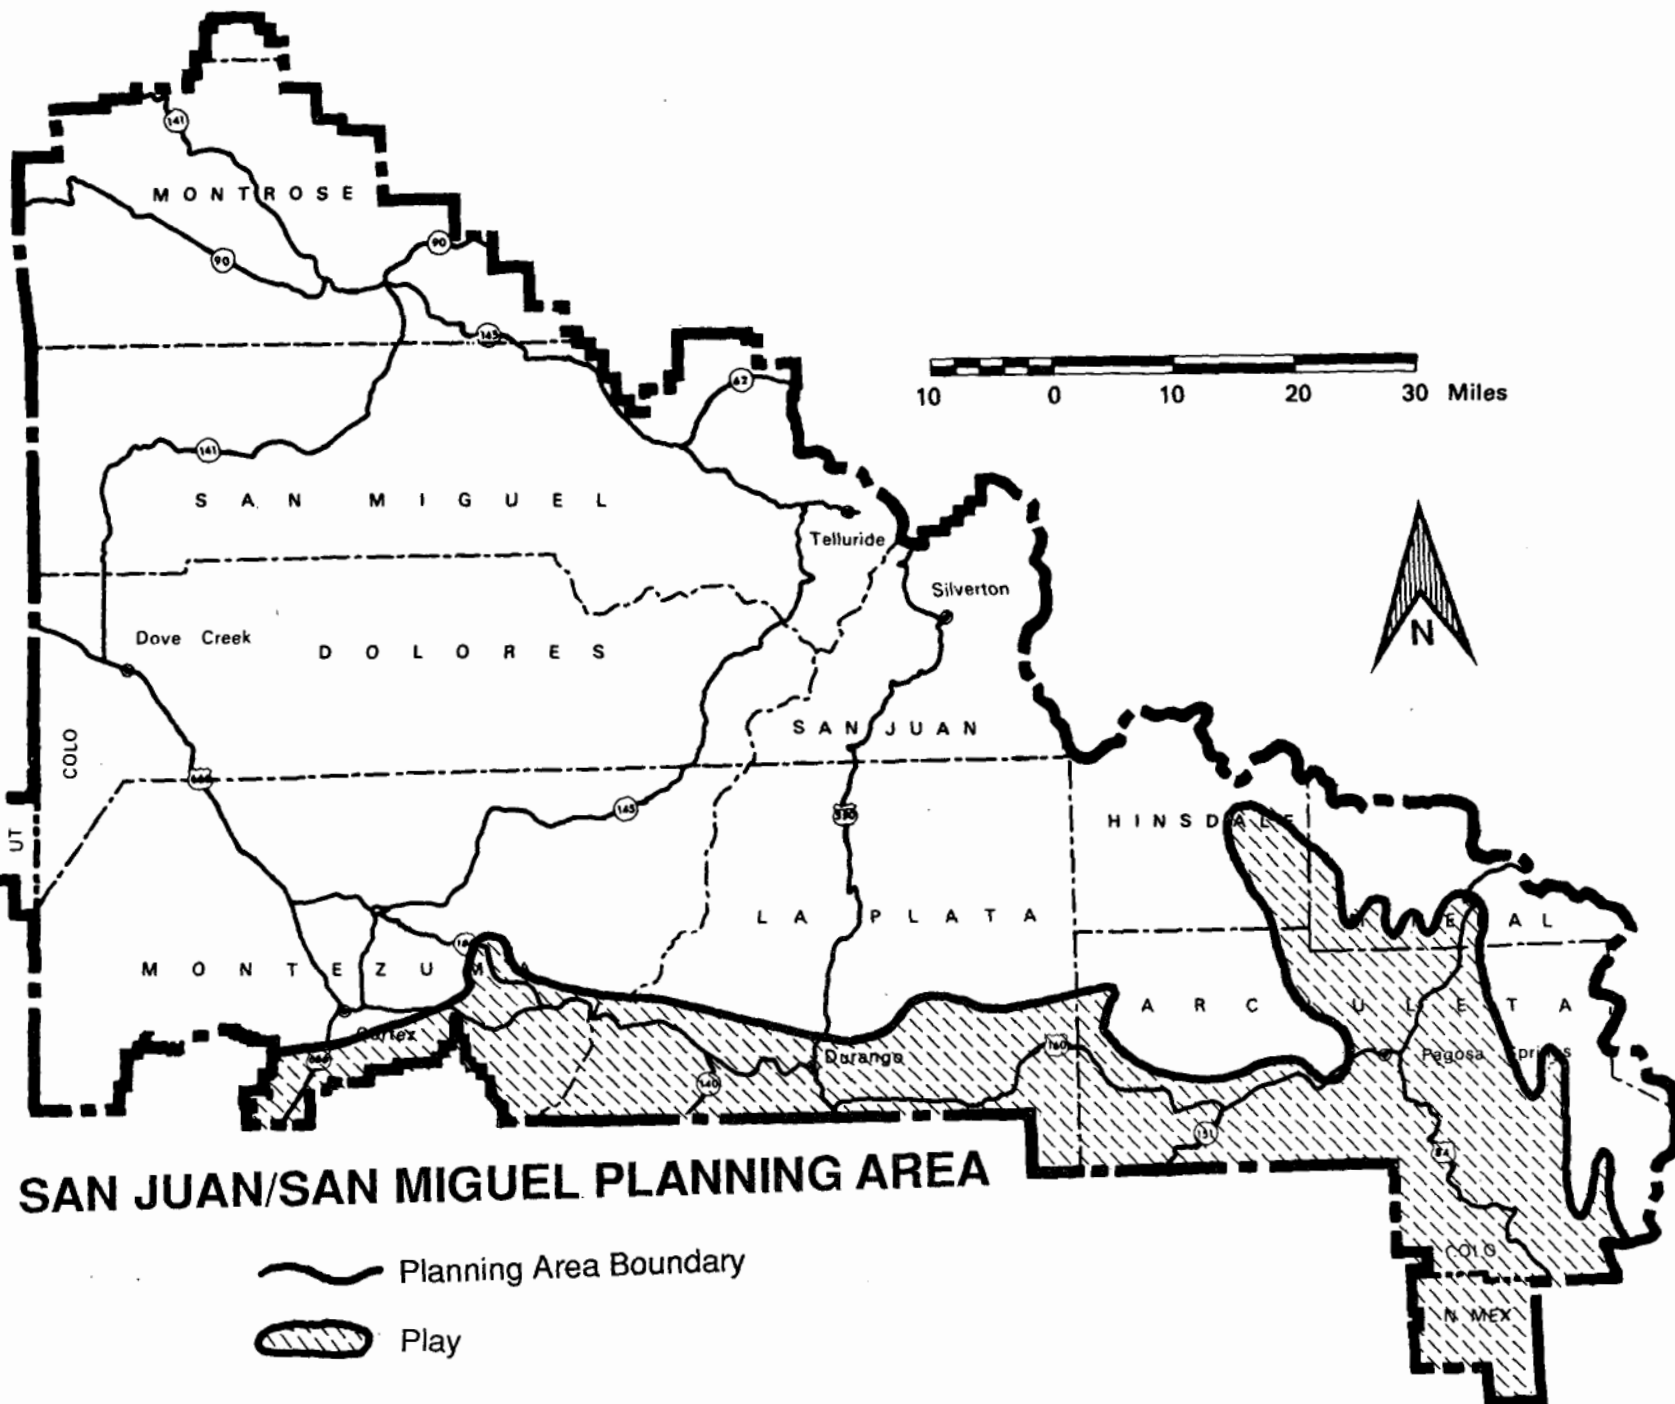 141
MONTROSE
90
90
145
62
10 0 10 20 30 Miles
141
SAN MIGUEL
Telluride
Silverton
N
Dove Creek
DOLORES
SAN JUAN
COLO
666
145
550
HINSDALE
UT
LA PLATA
MONTEZUMA
ARCHULETA
Cortez
Durango
160
Pagosa Springs
666
140
151
84
SAN JUAN/SAN MIGUEL PLANNING AREA
COLO
N MEX
Planning Area Boundary
Play